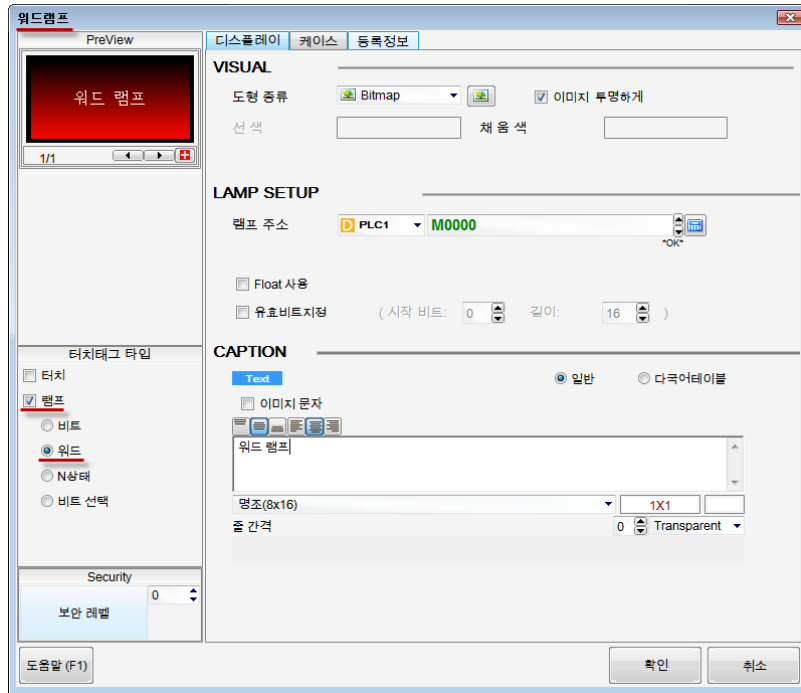 워드램프
PreView
워드 램프
1/1
터치태그 타입
터치
램프
비트
워드
N상태
비트 선택
Security
보안 레벨
0
도움말 (F1)
디스플레이 케이스 등록정보
VISUAL
도형 종류 Bitmap 이미지 투명하게
선 색 채 움 색
LAMP SETUP
램프 주소 D PLC1 M0000
*OK*
Float 사용
유효비트지정 ( 시작 비트: 0 길이: 16 )
CAPTION
Text 일반 다국어테이블
이미지 문자
워드 램프
명조(8x16) 1X1
줄 간격 0 Transparent
확인 취소